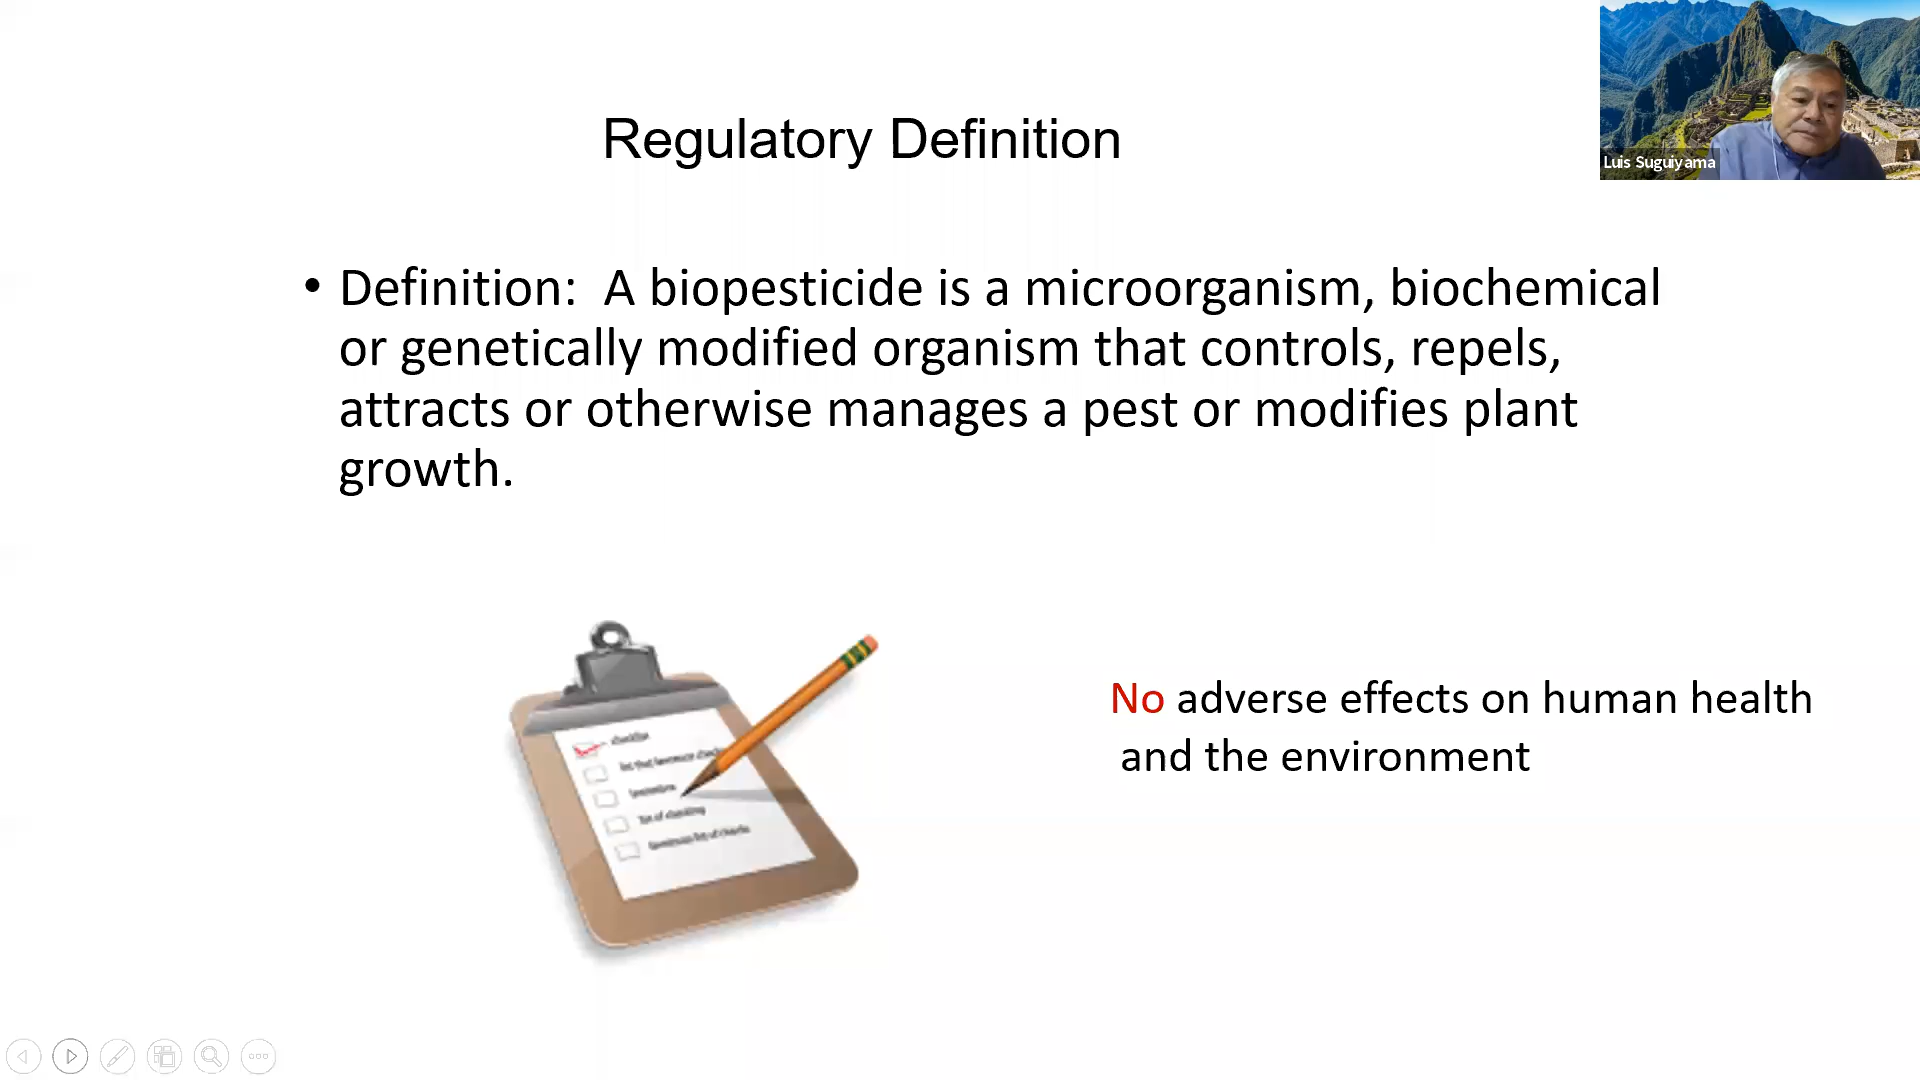 Regulatory Definition
Luis Suguiyama
• Definition:  A biopesticide is a microorganism, biochemical
or genetically modified organism that controls, repels,
attracts or otherwise manages a pest or modifies plant
growth.
checklist
No adverse effects on human health
and the environment